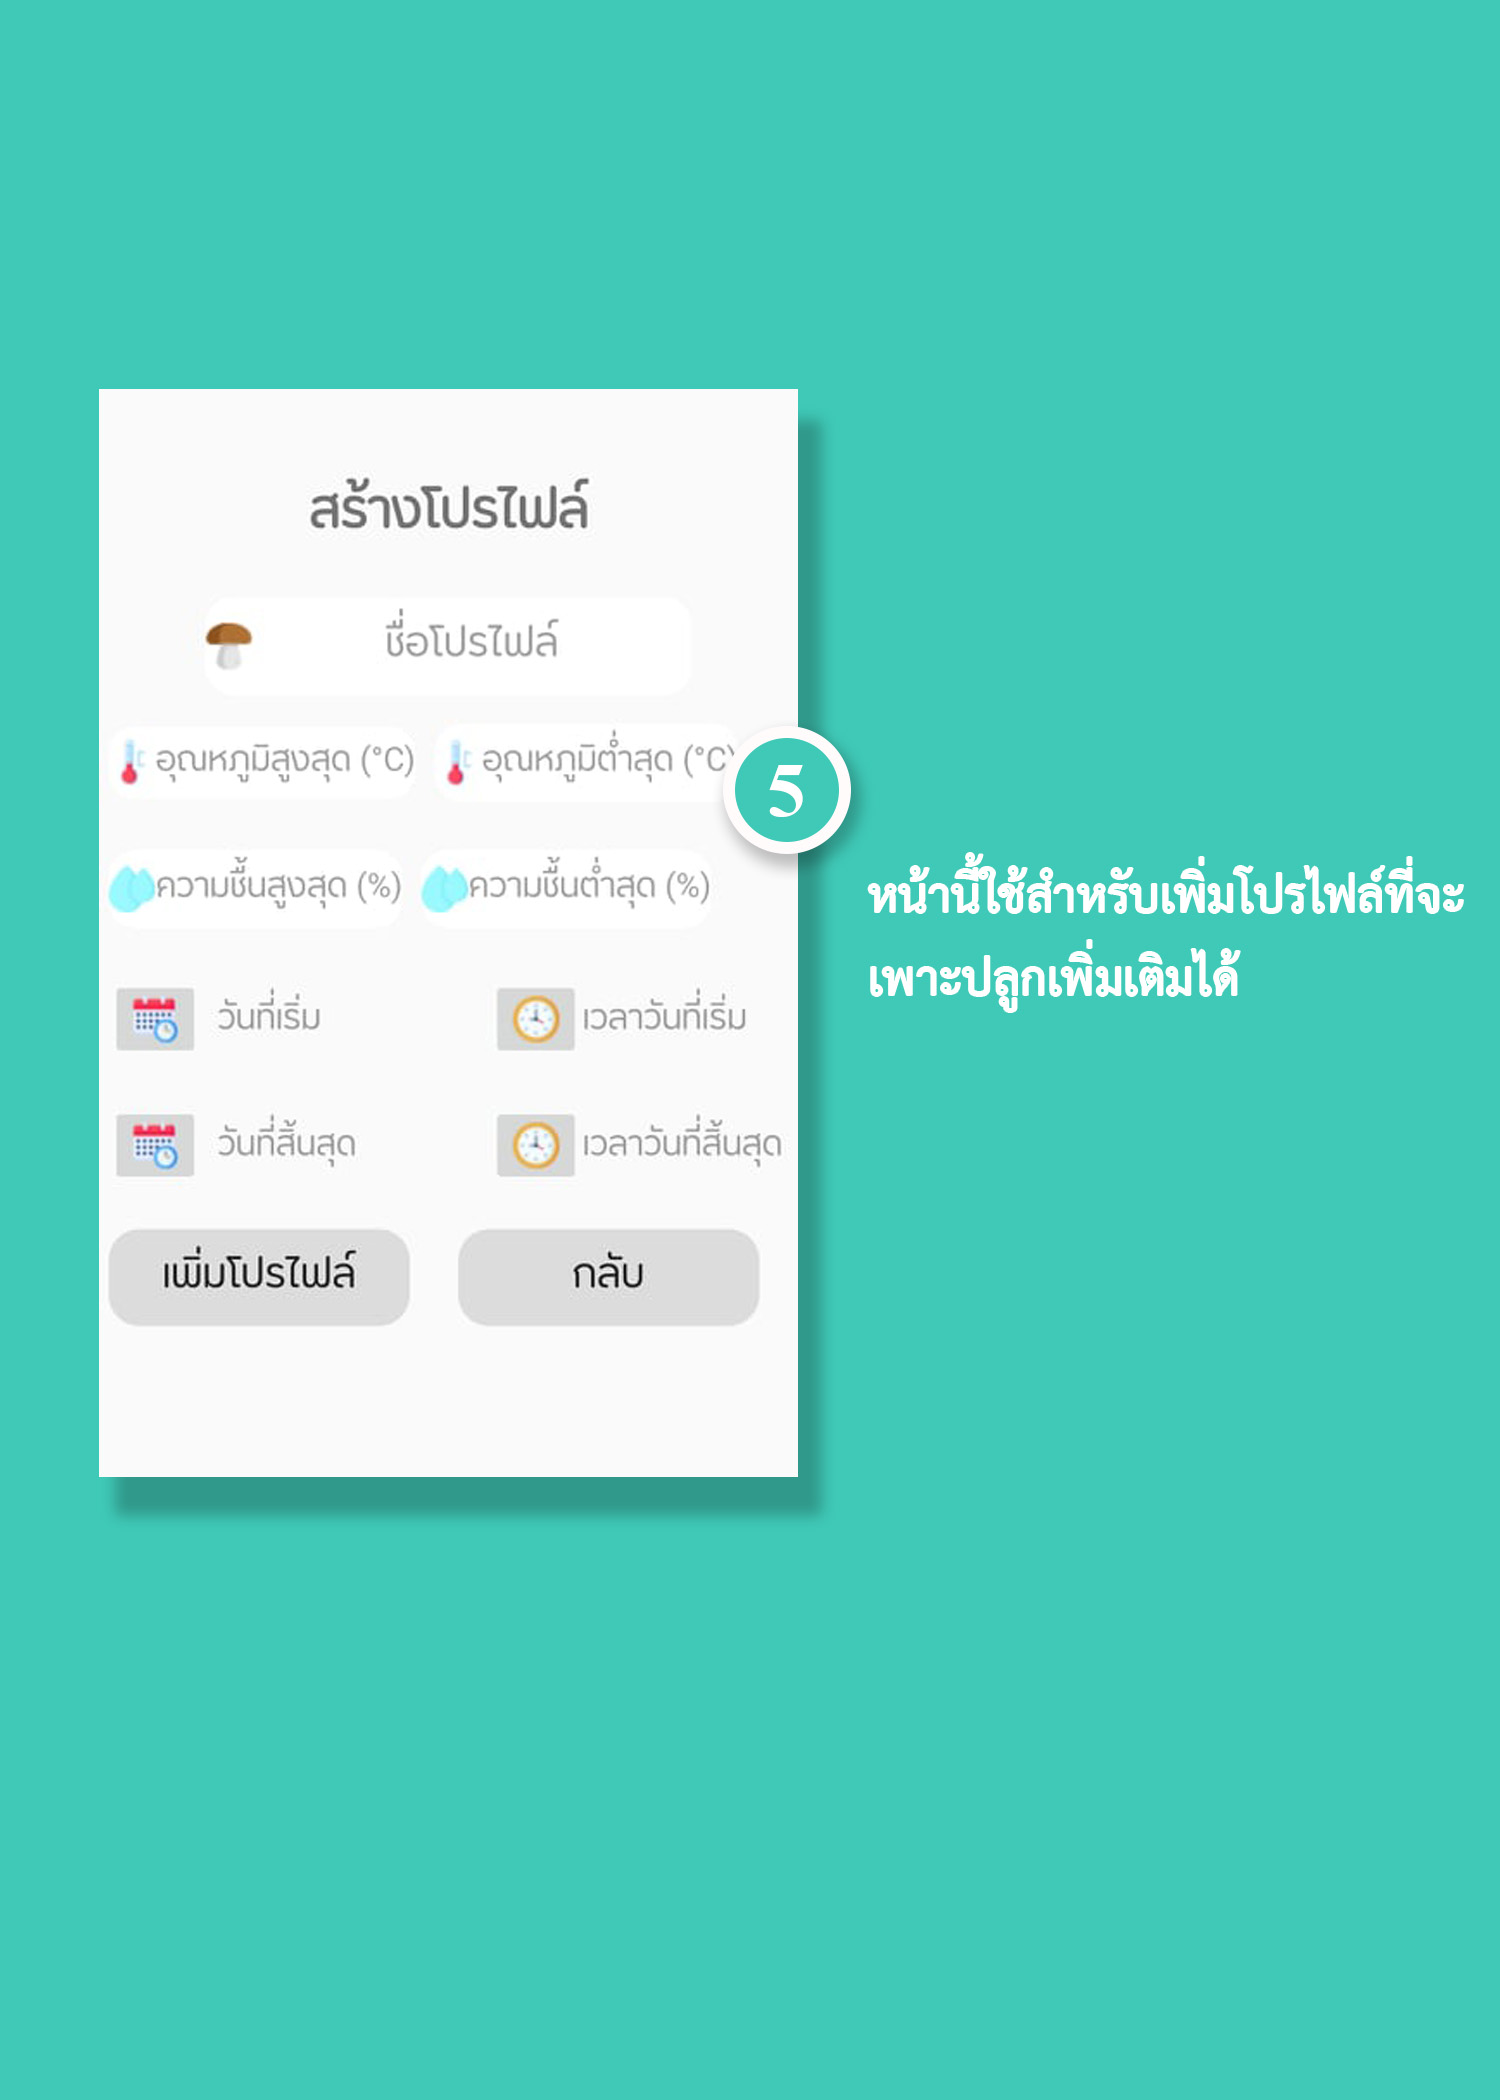 สร้างโปรไฟล์
ชื่อโปรไฟล์
อุณหภูมิสูงสุด (°C) อุณหภูมิต่ำสุด (°C)
5
ความชื้นสูงสุด (%) ความชื้นต่ำสุด (%)
หน้านี้ใช้สำหรับเพิ่มโปรไฟล์ที่จะ
เพาะปลูกเพิ่มเติมได้
วันที่เริ่ม เวลาวันที่เริ่ม
วันที่สิ้นสุด เวลาวันที่สิ้นสุด
เพิ่มโปรไฟล์ กลับ